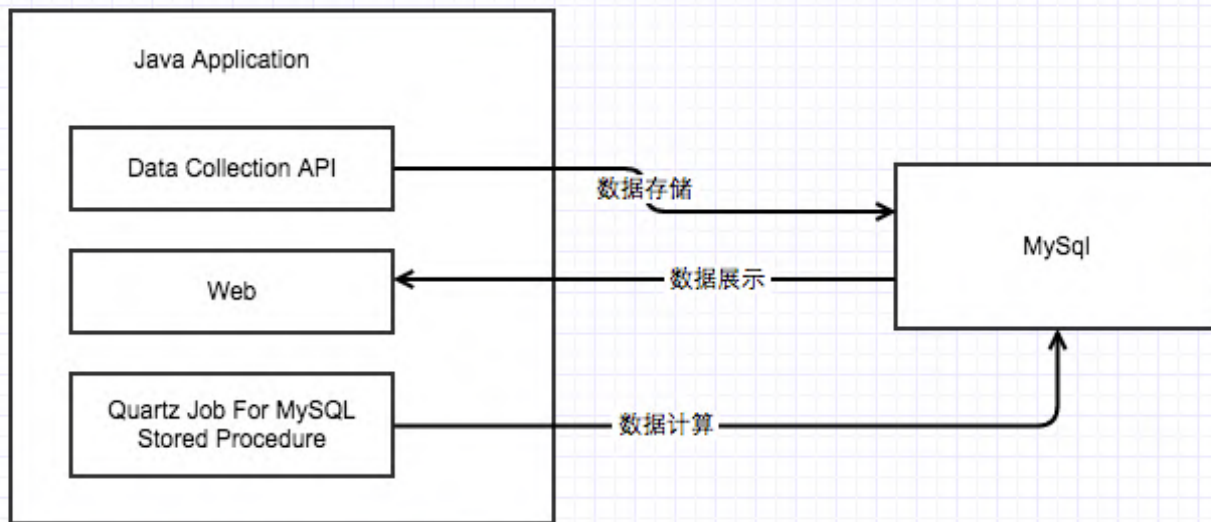 Java Application
Data Collection API
数据存储
MySql
Web
数据展示
Quartz Job For MySQL
Stored Procedure
数据计算